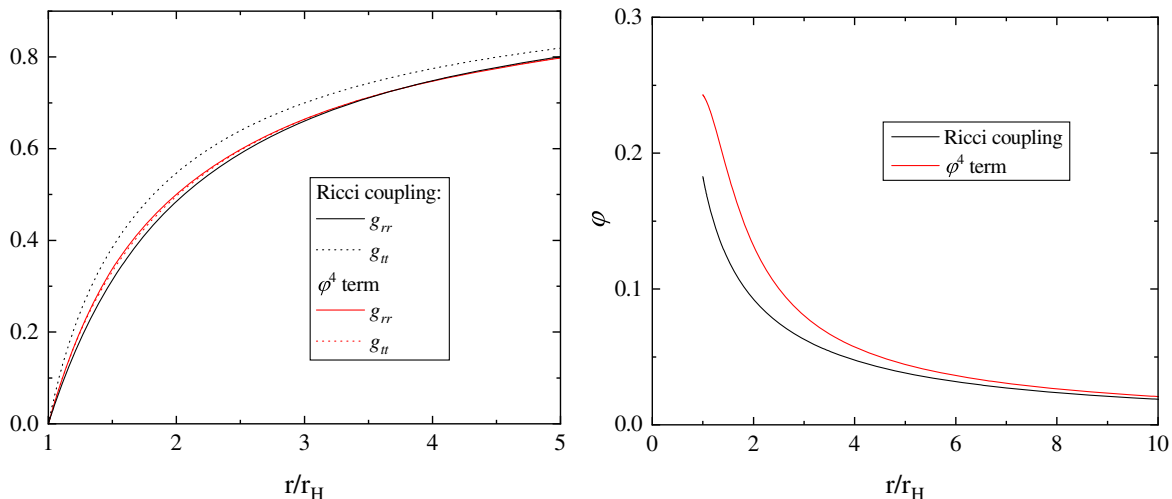 0.8
0.6
0.4
0.2
0.0
Ricci coupling:
g_rr
g_tt
φ^4 term
g_rr
g_tt
1 2 3 4 5
r/r_H
φ
0.3
0.2
0.1
0.0
Ricci coupling
φ^4 term
0 2 4 6 8 10
r/r_H